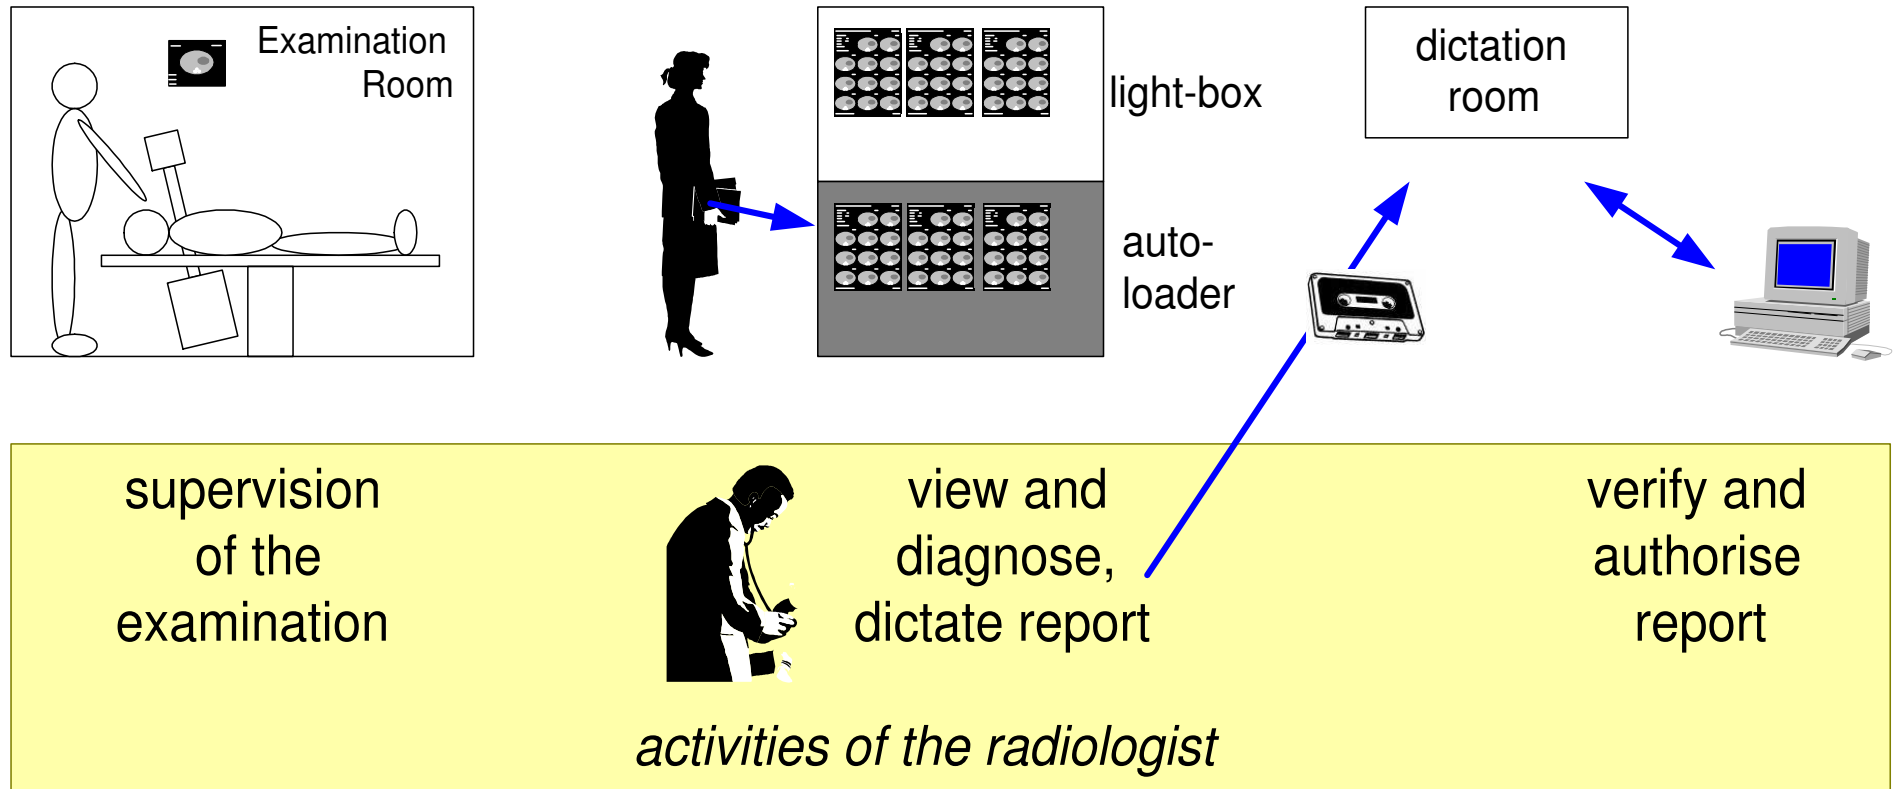 Examination
Room
light-box
auto-
loader
dictation
room
supervision
of the
examination
view and
diagnose,
dictate report
verify and
authorise
report
activities of the radiologist